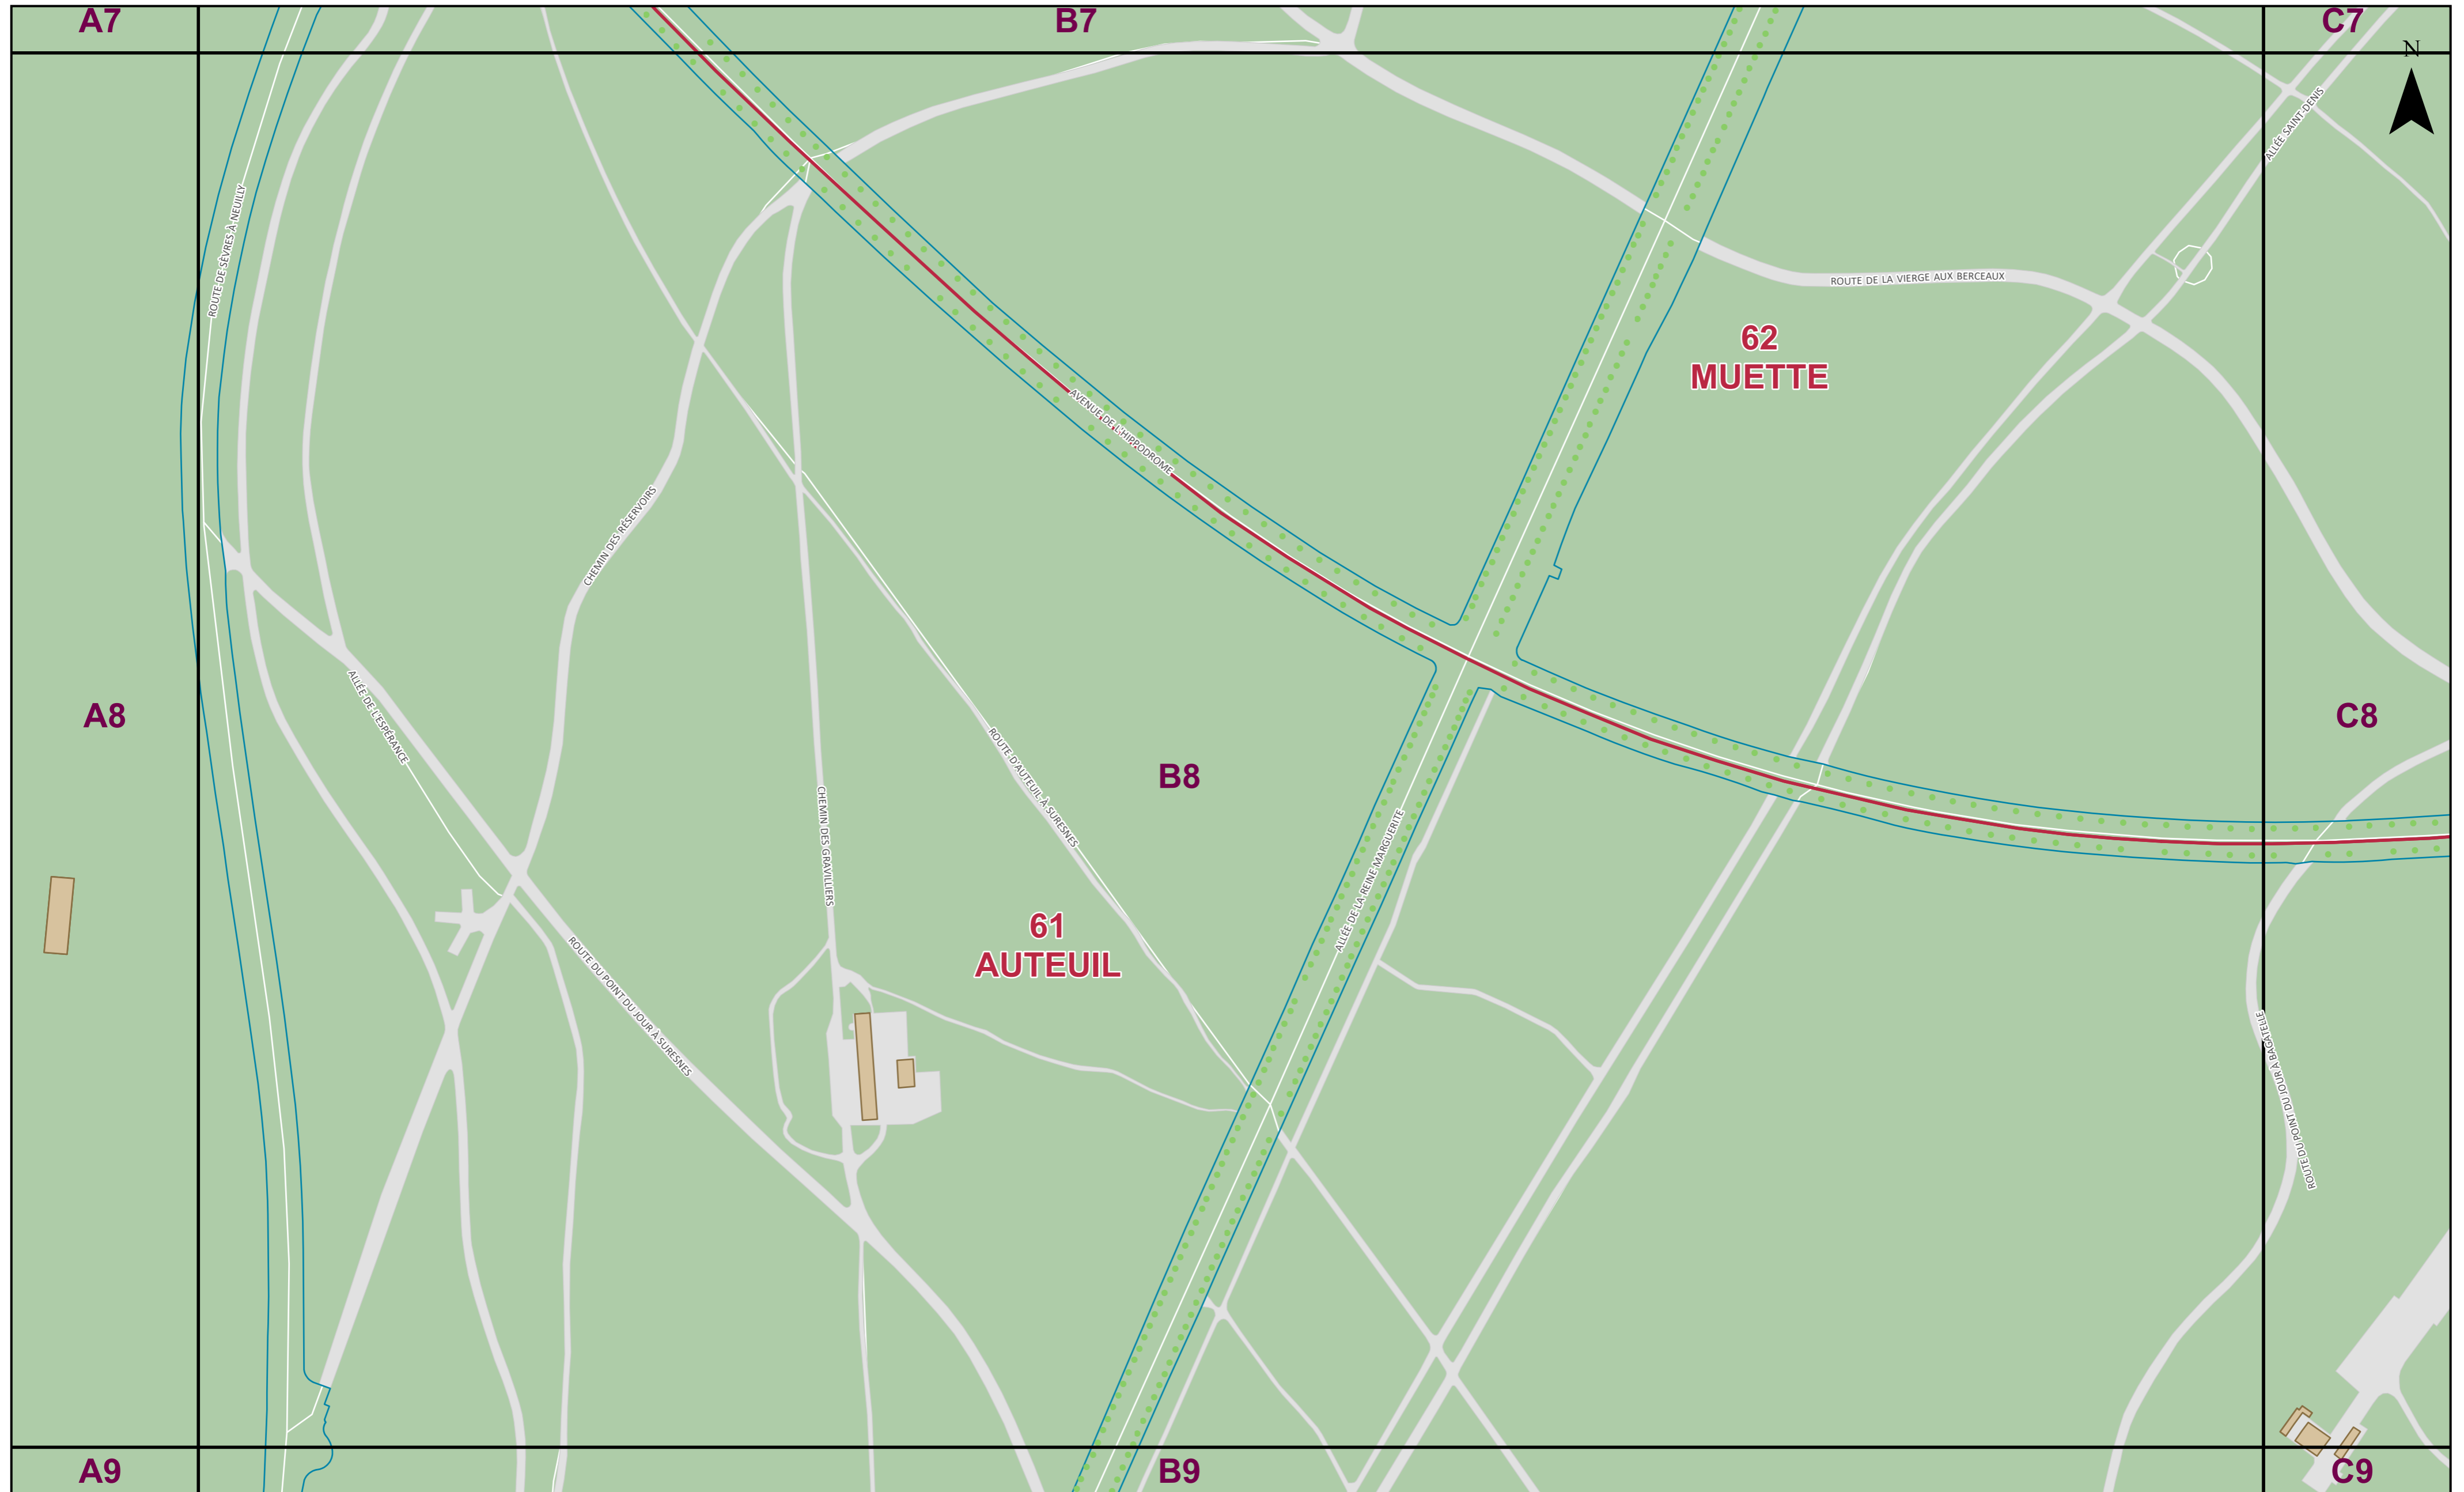 A7
B7
C7
N
ALLÉE SAINT-DENIS
ROUTE DE SÈVRES À NEUILLY
ROUTE DE LA VIERGE AUX BERCEAUX
62
MUETTE
AVENUE DE L'HIPPODROME
CHEMIN DES RÉSERVOIRS
ALLÉE DE L'ESPÉRANCE
A8
B8
C8
ROUTE D'AUTEUIL À SURESNES
CHEMIN DES GRAVILLIERS
ALLÉE DE LA REINE MARGUERITE
61
AUTEUIL
ROUTE DU POINT DU JOUR À SURESNES
ROUTE DU POINT DU JOUR À BAGATELLE
A9
B9
C9